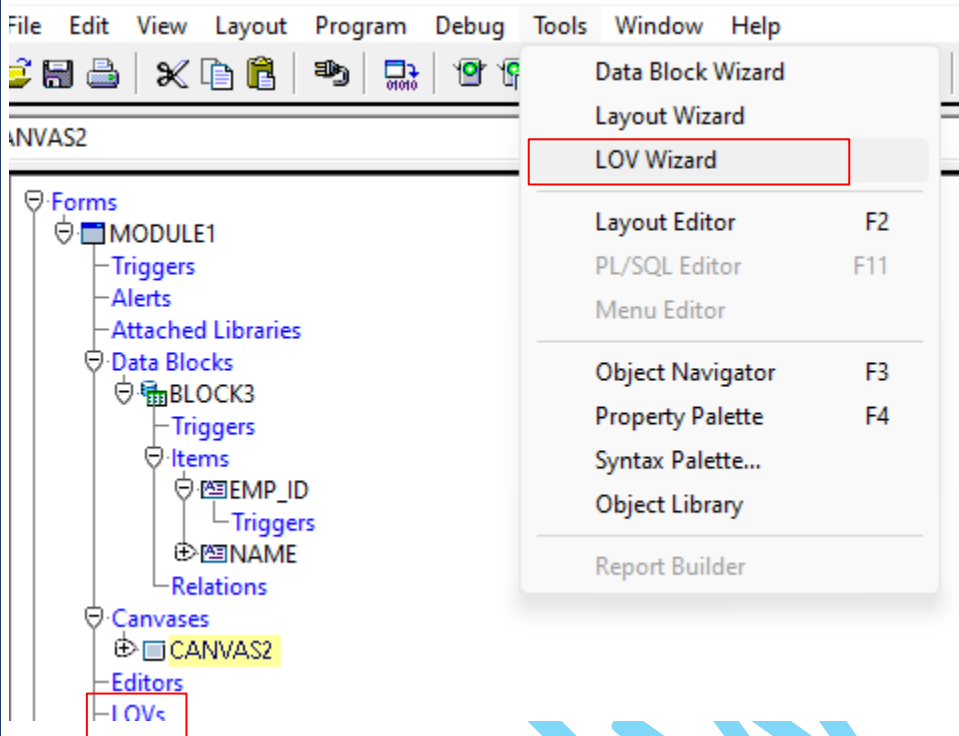 File Edit View Layout Program Debug Tools Window Help
01010
ANVAS2
Data Block Wizard
Layout Wizard
LOV Wizard
Layout Editor F2
PL/SQL Editor F11
Menu Editor
Object Navigator F3
Property Palette F4
Syntax Palette...
Object Library
Report Builder
Forms
MODULE1
Triggers
Alerts
Attached Libraries
Data Blocks
BLOCK3
Triggers
Items
EMP_ID
Triggers
NAME
Relations
Canvases
CANVAS2
Editors
LOVs